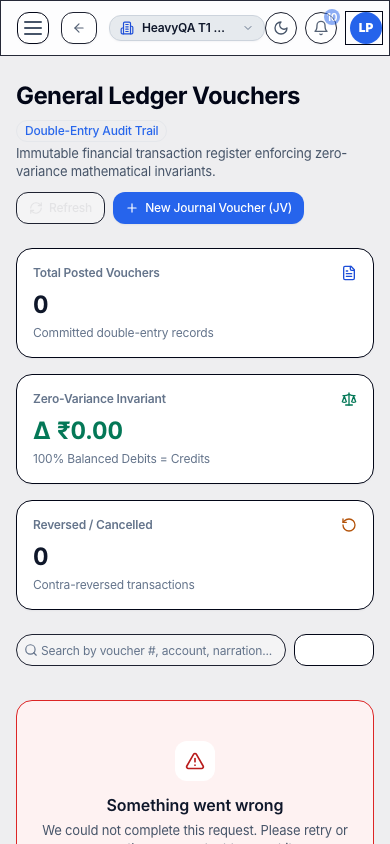 HeavyQA T1 ...
LP
General Ledger Vouchers
Double-Entry Audit Trail
Immutable financial transaction register enforcing zero-
variance mathematical invariants.
Refresh
New Journal Voucher (JV)
Total Posted Vouchers
0
Committed double-entry records
Zero-Variance Invariant
Δ ₹0.00
100% Balanced Debits = Credits
Reversed / Cancelled
0
Contra-reversed transactions
Search by voucher #, account, narration...
Something went wrong
We could not complete this request. Please retry or